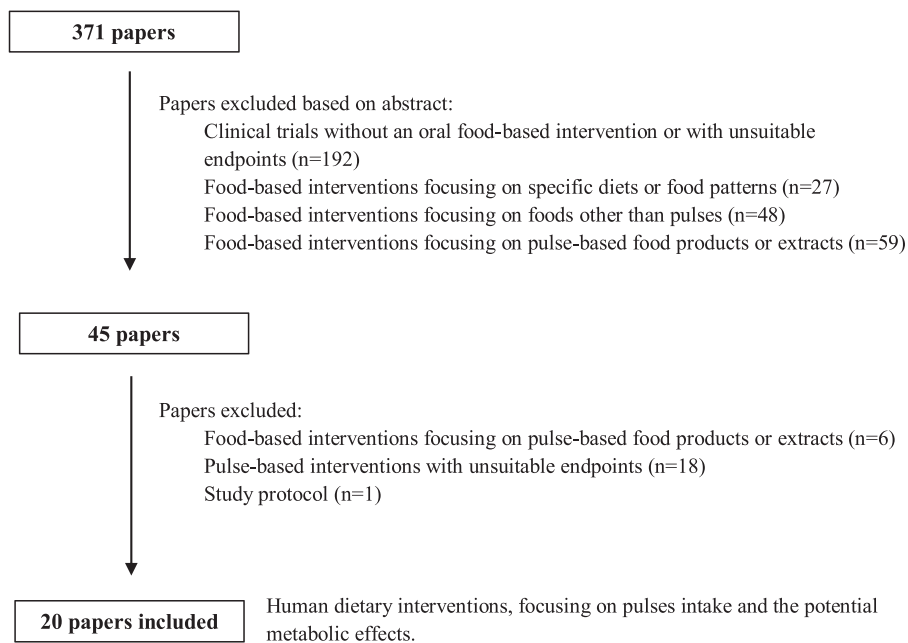 371 papers
Papers excluded based on abstract:
Clinical trials without an oral food-based intervention or with unsuitable
endpoints (n=192)
Food-based interventions focusing on specific diets or food patterns (n=27)
Food-based interventions focusing on foods other than pulses (n=48)
Food-based interventions focusing on pulse-based food products or extracts (n=59)
45 papers
Papers excluded:
Food-based interventions focusing on pulse-based food products or extracts (n=6)
Pulse-based interventions with unsuitable endpoints (n=18)
Study protocol (n=1)
20 papers included
Human dietary interventions, focusing on pulses intake and the potential
metabolic effects.